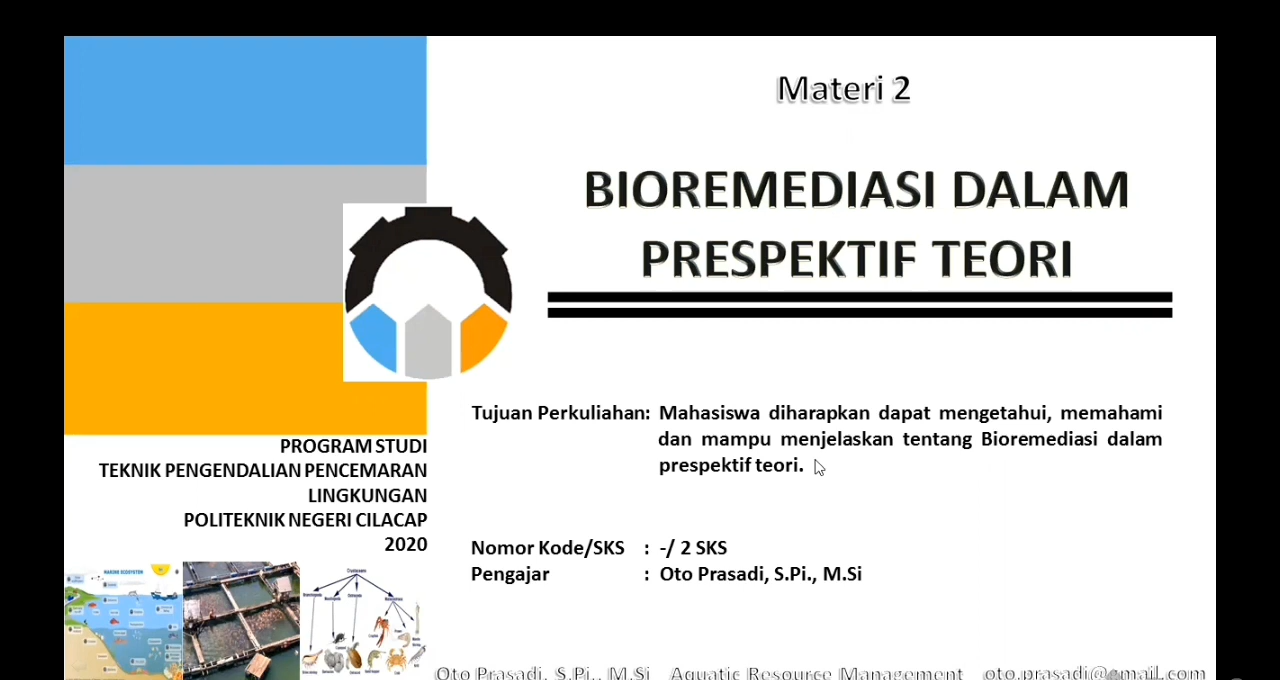 Materi 2
BIOREMEDIASI DALAM
PRESPEKTIF TEORI
Tujuan Perkuliahan: Mahasiswa diharapkan dapat mengetahui, memahami
dan mampu menjelaskan tentang Bioremediasi dalam
prespektif teori.
PROGRAM STUDI
TEKNIK PENGENDALIAN PENCEMARAN
LINGKUNGAN
POLITEKNIK NEGERI CILACAP
2020
Nomor Kode/SKS : -/ 2 SKS
Pengajar : Oto Prasadi, S.Pi., M.Si
MARINE ECOSYSTEM
Oto Prasadi, S.Pi., M.Si Aquatic Resource Management oto.prasadi@gmail.com